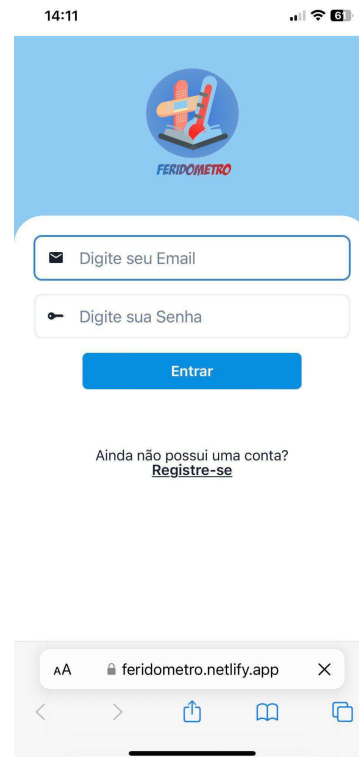 14:11
61
FERIDOMETRO
Digite seu Email
Digite sua Senha
Entrar
Ainda não possui uma conta?
Registre-se
AA
feridometro.netlify.app